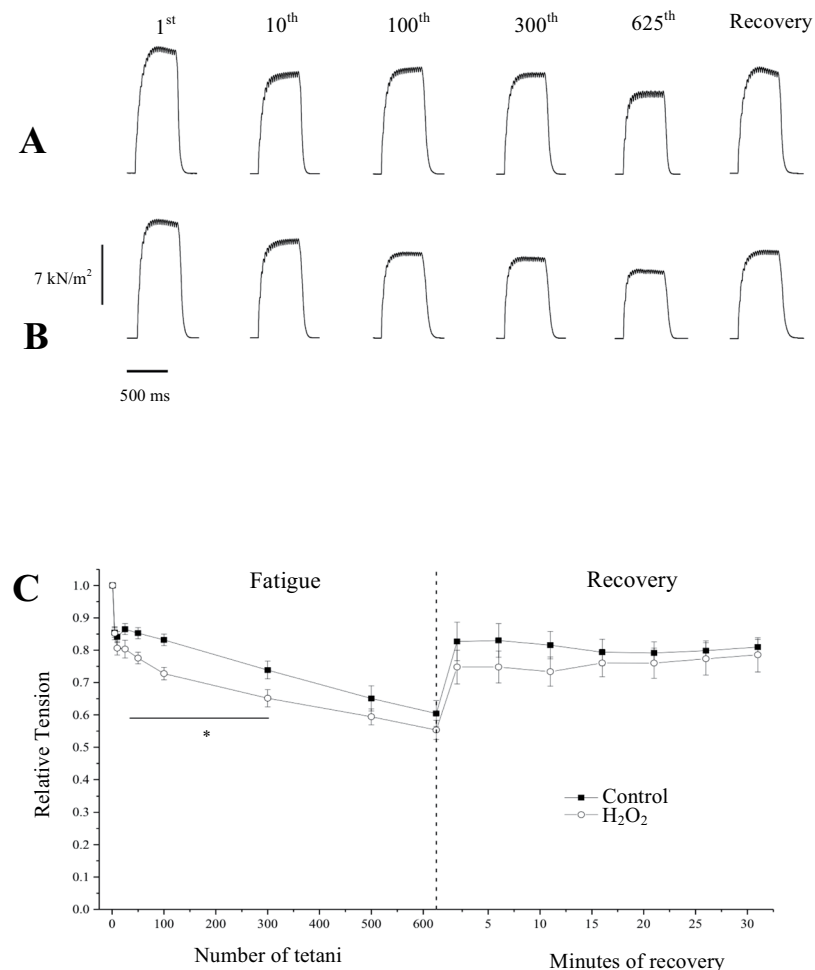 1st 10th 100th 300th 625th Recovery
A
7 kN/m2
B
500 ms
C
Fatigue Recovery
1.0
0.9
0.8
0.7
0.6
0.5
0.4
0.3
0.2
0.1
0.0
Relative Tension
*
Control
H2O2
0 100 200 300 400 500 600 5 10 15 20 25 30
Number of tetani Minutes of recovery